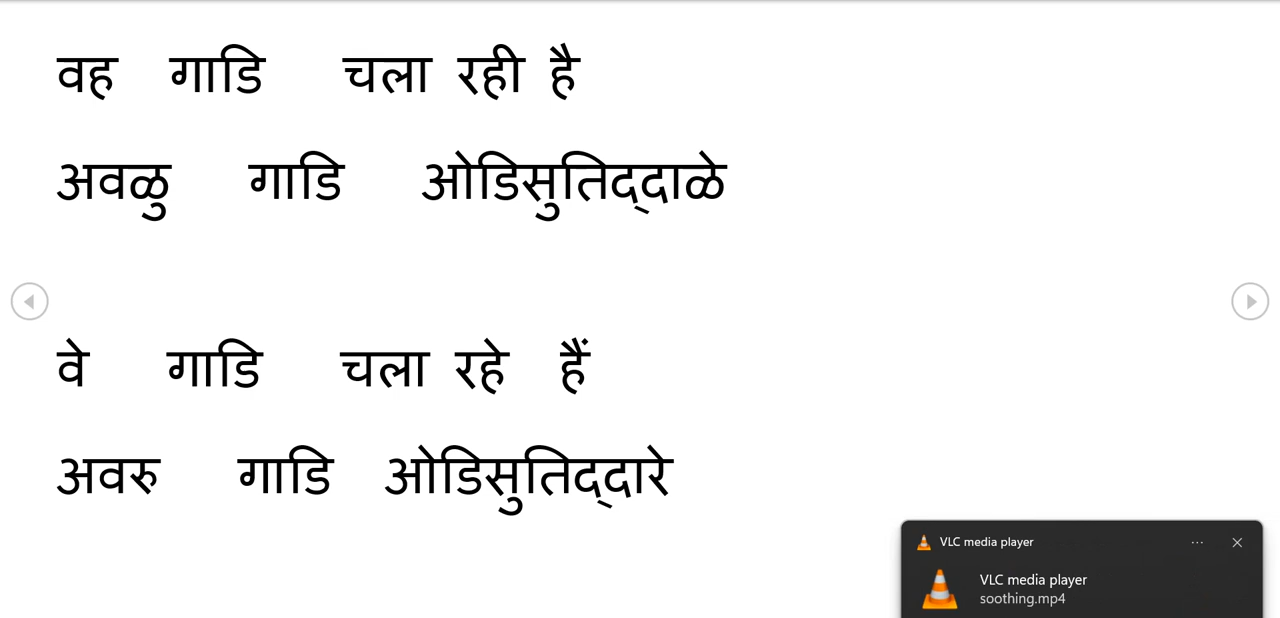 वह गाडि चला रही है
अवळु गाडि ओडिसुतिद्दाळे
वे गाडि चला रहे हैं
अवरु गाडि ओडिसुतिद्दारे
VLC media player
VLC media player
soothing.mp4